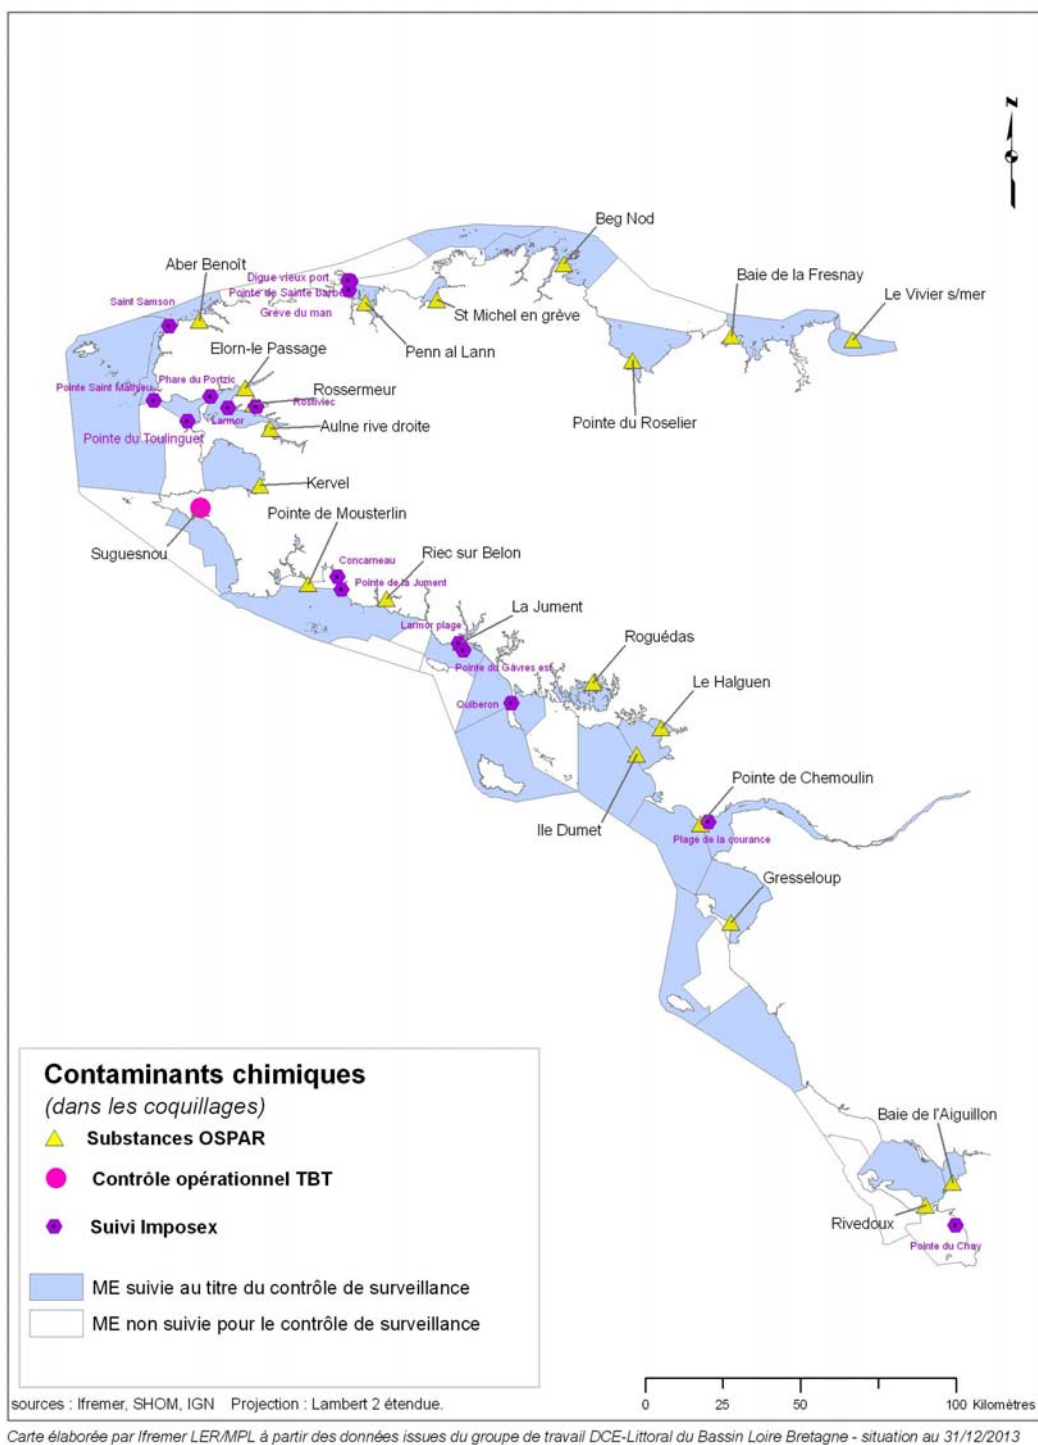 Z
Beg Nod
Aber Benoît
Digue vieux port
Baie de la Fresnay
Pointe de Sainte barbe
Le Vivier s/mer
Saint Samson
Grève du man
St Michel en grève
Elorn-le Passage
Penn al Lann
Phare du Portzic
Pointe Saint Mathieu
Rossermeur
Rostiviec
Larmor
Pointe du Roselier
Aulne rive droite
Pointe du Toulinguet
Kervel
Pointe de Mousterlin
Suguesnou
Riec sur Belon
Concarneau
Pointe de la Jument
La Jument
Larmor plage
Roguédas
Pointe du Gâvres est
Le Halguen
Quiberon
Pointe de Chemoulin
Ile Dumet
Plage de la courance
Gresseloup
Contaminants chimiques
(dans les coquillages)
Substances OSPAR
Contrôle opérationnel TBT
Suivi Imposex
ME suivie au titre du contrôle de surveillance
ME non suivie pour le contrôle de surveillance
Baie de l'Aiguillon
Rivedoux
Pointe du Chay
sources : Ifremer, SHOM, IGN Projection : Lambert 2 étendue.
0 25 50 100 Kilomètres
Carte élaborée par Ifremer LER/MPL à partir des données issues du groupe de travail DCE-Littoral du Bassin Loire Bretagne - situation au 31/12/2013